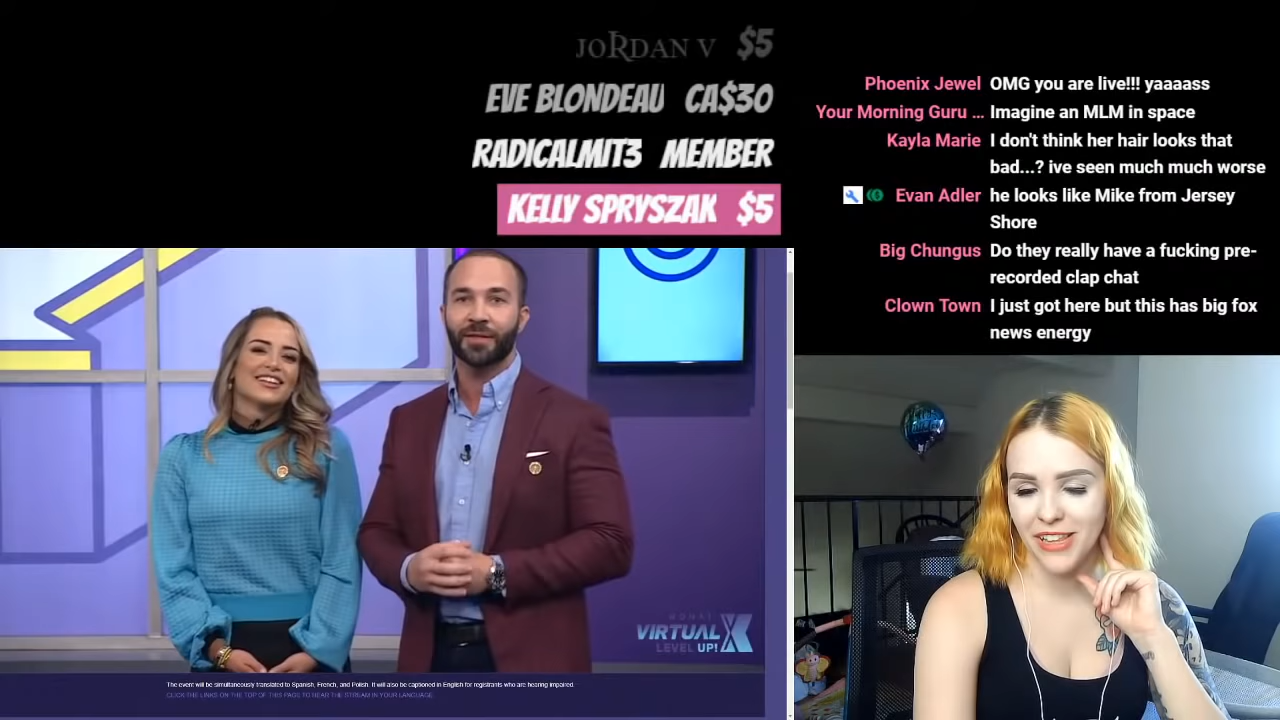 JORDAN V $5
EVE BLONDEAU CA$30
RADICALMIT3 MEMBER
KELLY SPRYSZAK $5
Phoenix Jewel OMG you are live!!! yaaaass
Your Morning Guru ... Imagine an MLM in space
Kayla Marie I don't think her hair looks that
bad...? ive seen much much worse
Evan Adler he looks like Mike from Jersey
Shore
Big Chungus Do they really have a fucking pre-
recorded clap chat
Clown Town I just got here but this has big fox
news energy
MONAT
VIRTUAL X
LEVEL UP!
The event will be simultaneously translated to Spanish, French, and Polish. It will also be captioned in English for registrants who are hearing impaired.
CLICK THE LINKS ON THE TOP OF THIS PAGE TO HEAR THE STREAM IN YOUR LANGUAGE.